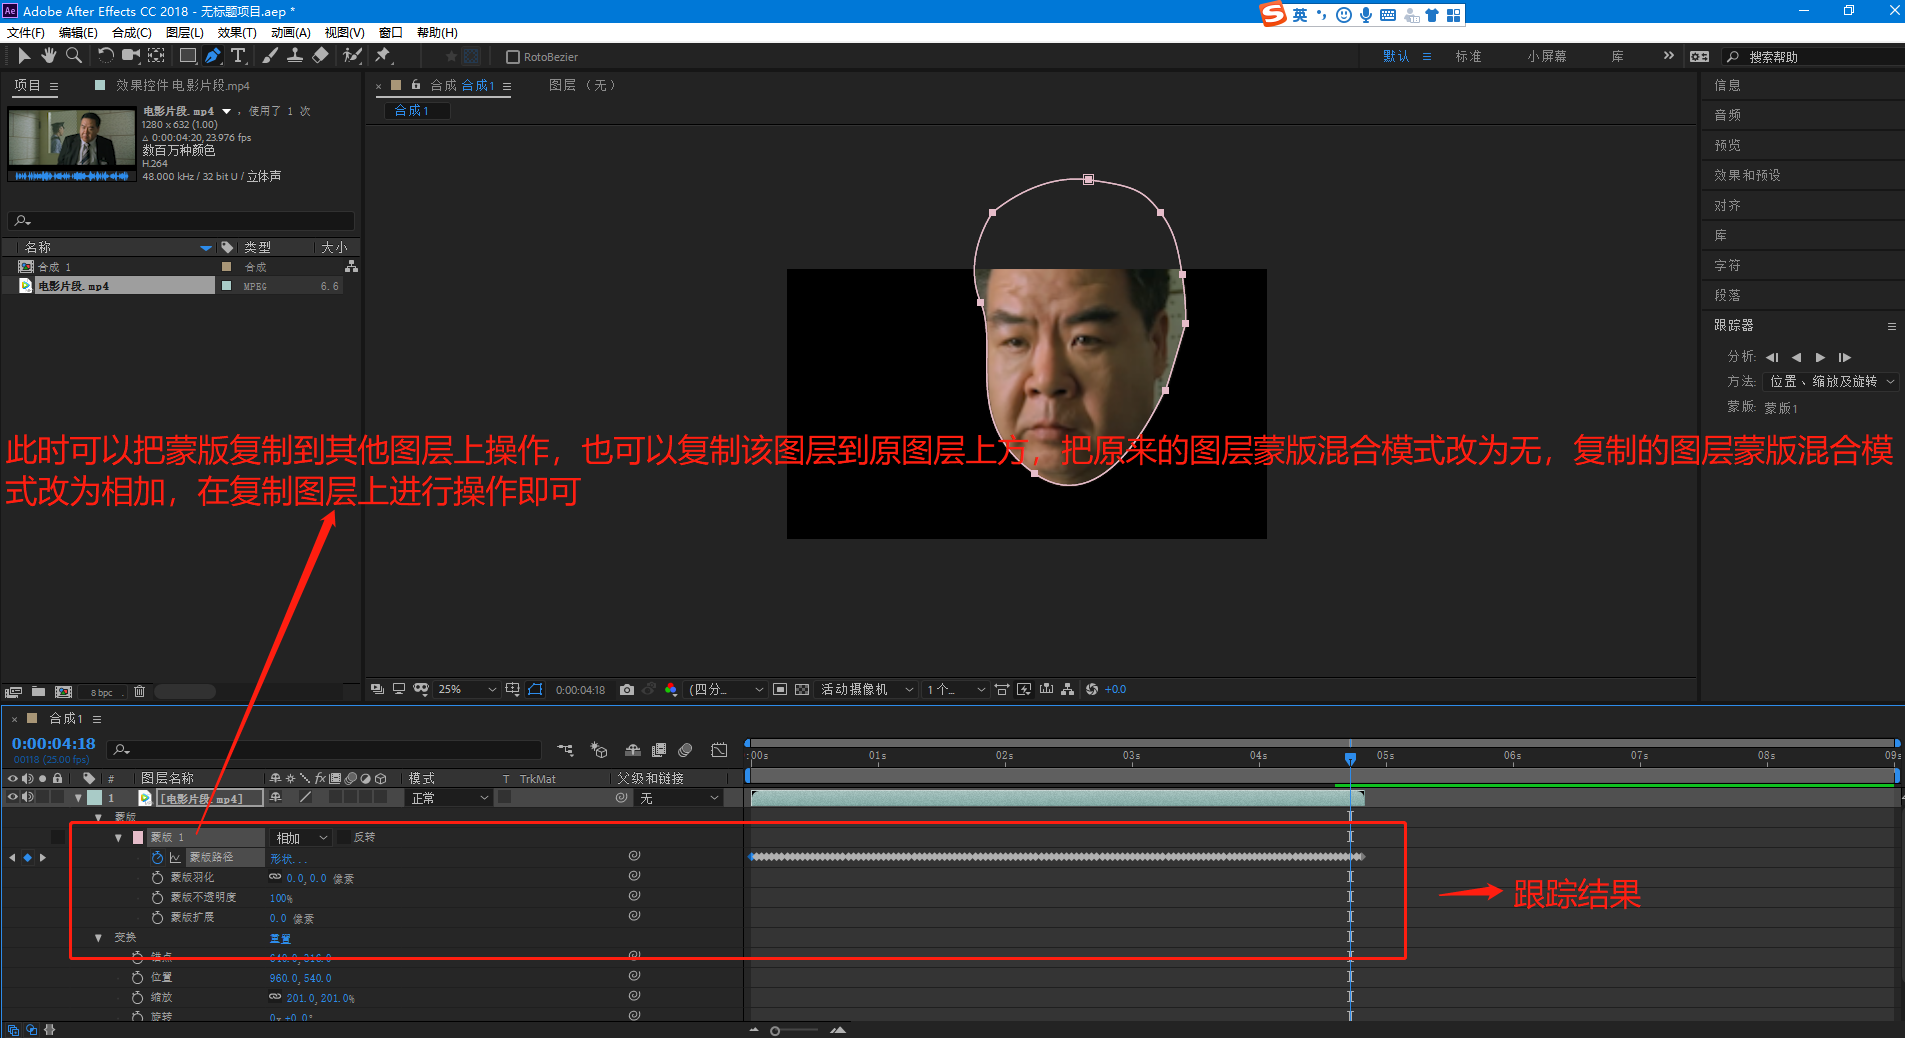 Ae Adobe After Effects CC 2018 - 无标题项目.aep *
英
文件(F) 编辑(E) 合成(C) 图层(L) 效果(T) 动画(A) 视图(V) 窗口 帮助(H)
RotoBezier
默认 标准 小屏幕 库 搜索帮助
项目 效果控件 电影片段.mp4
合成 合成1 图层 （无）
合成1
电影片段.mp4 ，使用了 1 次
1280 x 632 (1.00)
△ 0:00:04:20, 23.976 fps
数百万种颜色
H.264
48.000 kHz / 32 bit U / 立体声
名称 类型 大小
合成 1 合成
电影片段.mp4 MPEG 6.6
信息
音频
预览
效果和预设
对齐
库
字符
段落
跟踪器
分析:
方法: 位置、缩放及旋转
蒙版: 蒙版1
此时可以把蒙版复制到其他图层上操作，也可以复制该图层到原图层上方，把原来的图层蒙版混合模式改为无，复制的图层蒙版混合模
式改为相加，在复制图层上进行操作即可
8 bpc
25% 0:00:04:18 (四分... 活动摄像机 1个... +0.0
合成1
0:00:04:18
00118 (25.00 fps)
:00s 01s 02s 03s 04s 05s 06s 07s 08s 09s
# 图层名称 fx 模式 T TrkMat 父级和链接
1 [电影片段.mp4] 正常 无
蒙版
蒙版 1 相加 反转
蒙版路径 形状...
蒙版羽化 0.0,0.0 像素
蒙版不透明度 100%
蒙版扩展 0.0 像素
跟踪结果
变换 重置
锚点 640.0,316.0
位置 960.0,540.0
缩放 201.0,201.0%
旋转 0x+0.0°